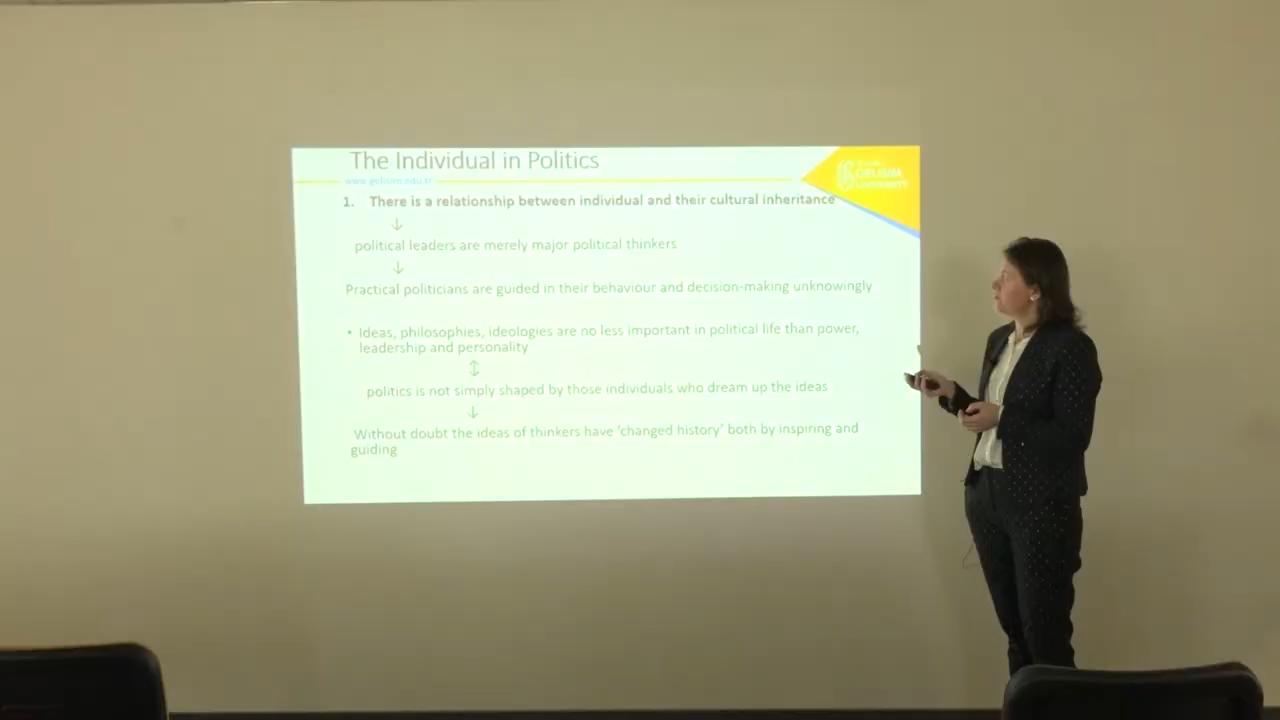 The Individual in Politics
www.gelisim.edu.tr
GELISIM
UNIVERSITY
1. There is a relationship between individual and their cultural inheritance
↓
political leaders are merely major political thinkers
↓
Practical politicians are guided in their behaviour and decision-making unknowingly
• Ideas, philosophies, ideologies are no less important in political life than power,
leadership and personality
↕
politics is not simply shaped by those individuals who dream up the ideas
↓
Without doubt the ideas of thinkers have ‘changed history’ both by inspiring and
guiding